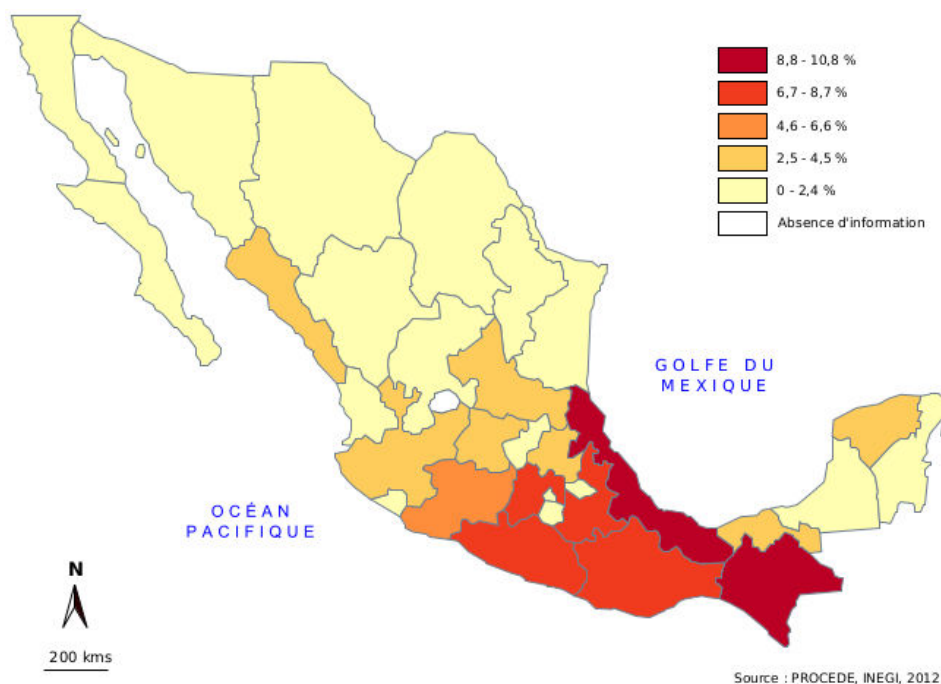 8,8 - 10,8 %
6,7 - 8,7 %
4,6 - 6,6 %
2,5 - 4,5 %
0 - 2,4 %
Absence d'information
GOLFE DU
MEXIQUE
OCÉAN
PACIFIQUE
N
200 kms
Source : PROCEDE, INEGI, 2012